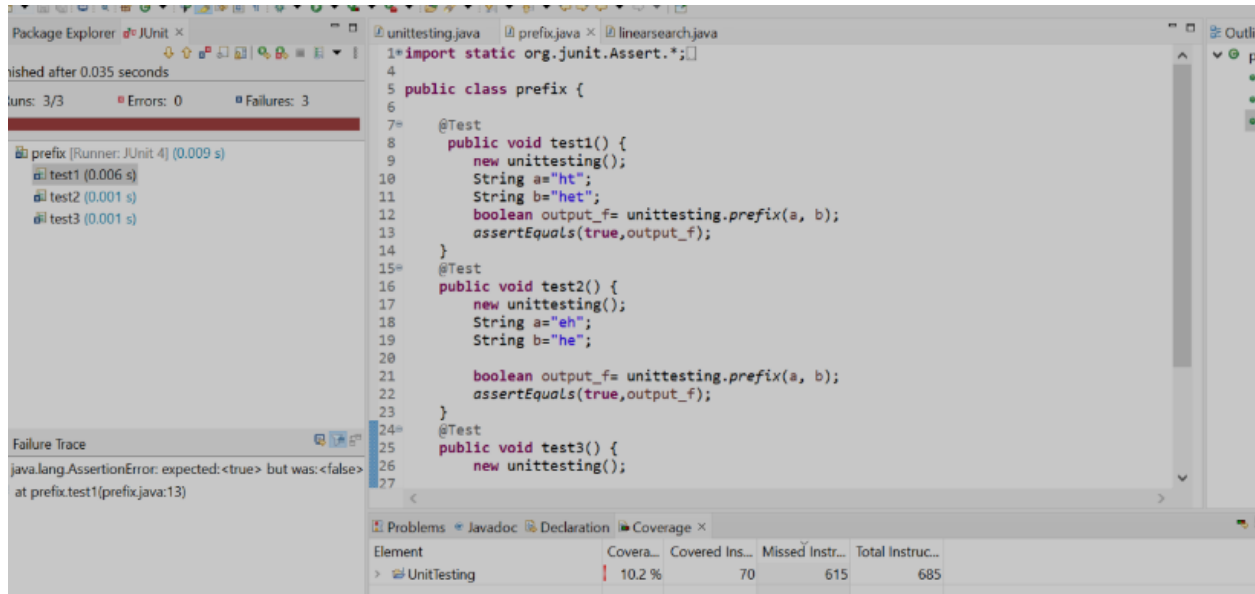 Package Explorer JUnit ×
nished after 0.035 seconds
Runs: 3/3 Errors: 0 Failures: 3
prefix [Runner: JUnit 4] (0.009 s)
test1 (0.006 s)
test2 (0.001 s)
test3 (0.001 s)
Failure Trace
java.lang.AssertionError: expected:<true> but was:<false>
at prefix.test1(prefix.java:13)
unittesting.java prefix.java × linearsearch.java
1 import static org.junit.Assert.*;
4
5 public class prefix {
6
7 @Test
8 public void test1() {
9 new unittesting();
10 String a="ht";
11 String b="het";
12 boolean output_f= unittesting.prefix(a, b);
13 assertEquals(true,output_f);
14 }
15 @Test
16 public void test2() {
17 new unittesting();
18 String a="eh";
19 String b="he";
20
21 boolean output_f= unittesting.prefix(a, b);
22 assertEquals(true,output_f);
23 }
24 @Test
25 public void test3() {
26 new unittesting();
27
Problems Javadoc Declaration Coverage ×
Element Covera... Covered Ins... Missed Instr... Total Instruc...
UnitTesting 10.2 % 70 615 685
Outli
p